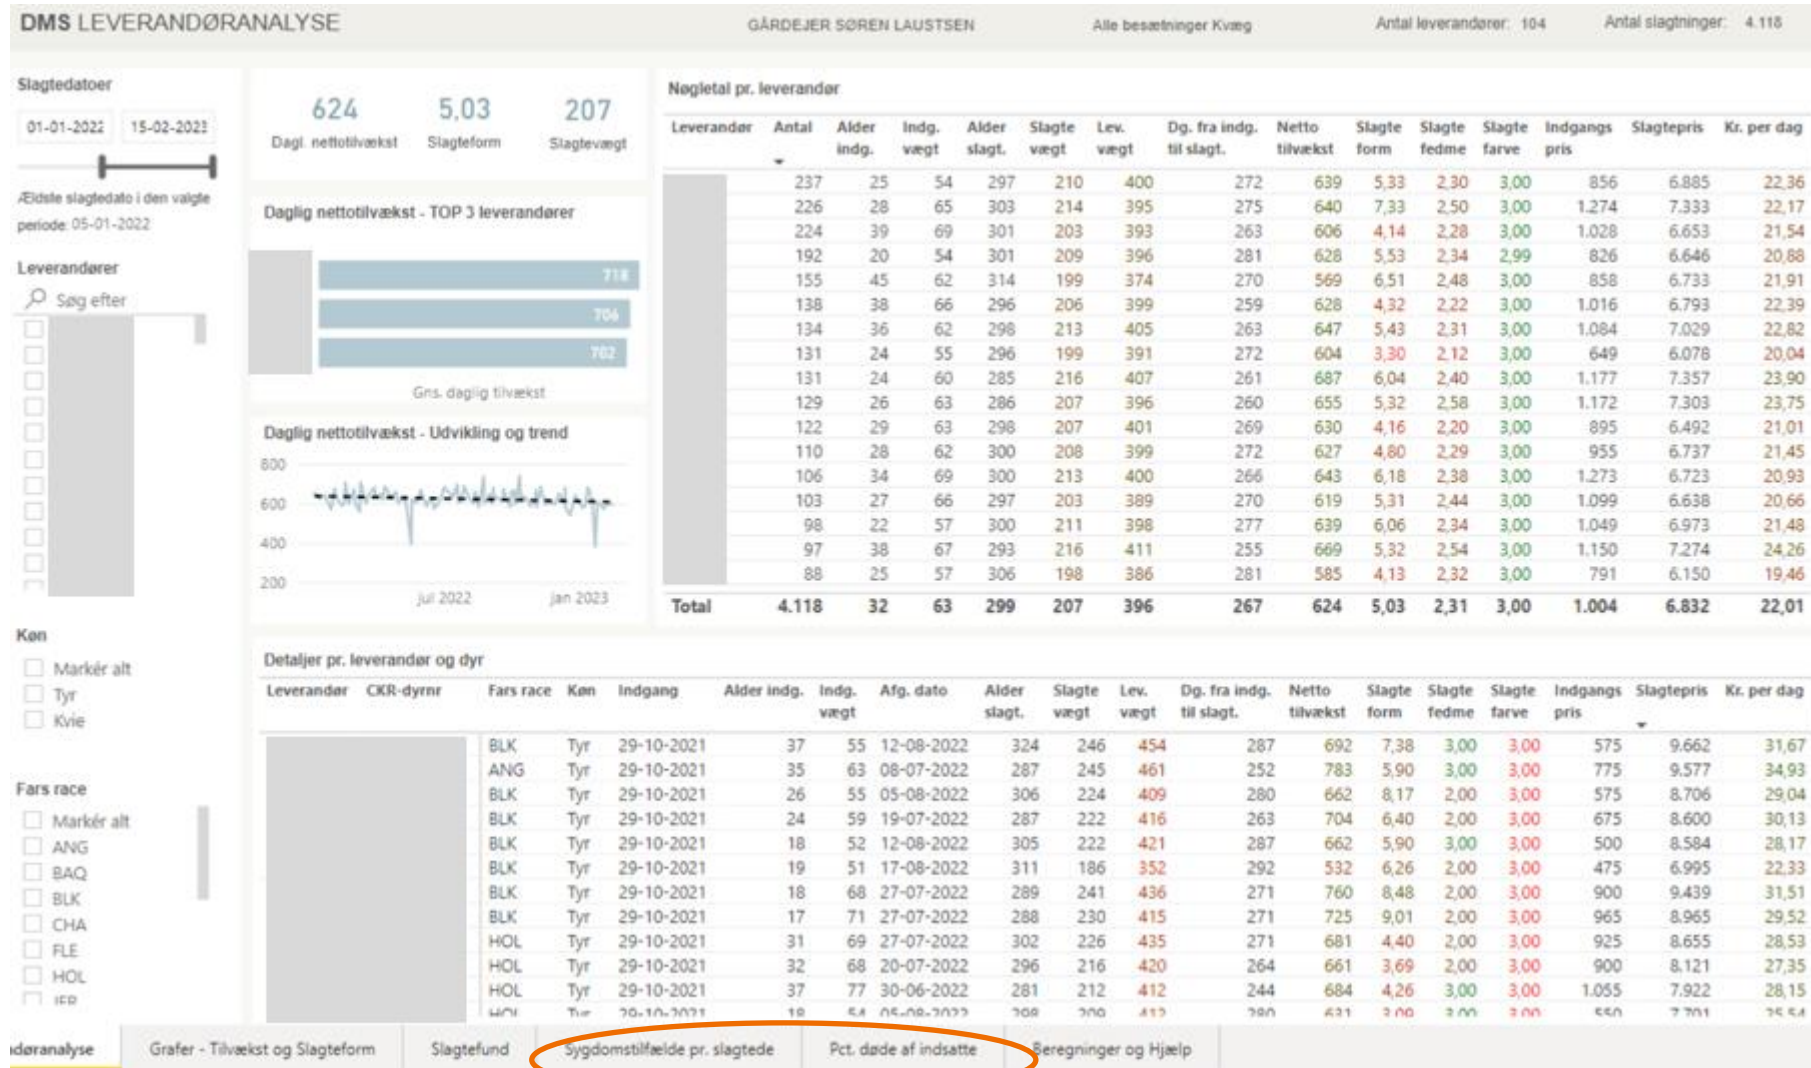 DMS LEVERANDØRANALYSE
GÅRDEJER SØREN LAUSTSEN
Alle besætninger Kvæg
Antal leverandører: 104
Antal slagtninger: 4.118
Slagtedatoer
01-01-2022 15-02-2023
Ældste slagtedato i den valgte
periode: 05-01-2022
Leverandører
Søg efter
Køn
Markér alt
Tyr
Kvie
Fars race
Markér alt
ANG
BAQ
BLK
CHA
FLE
HOL
624 5,03 207
Dagl. nettotilvækst Slagteform Slagtevægt
Daglig nettotilvækst - TOP 3 leverandører
718
706
702
Gns. daglig tilvækst
Daglig nettotilvækst - Udvikling og trend
800
600
400
200
jul 2022 jan 2023
Nøgletal pr. leverandør
Leverandør Antal Alder indg. Indg. vægt Alder slagt. Slagte vægt Lev. vægt Dg. fra indg. til slagt. Netto tilvækst Slagte form Slagte fedme Slagte farve Indgangs pris Slagtepris Kr. per dag
237 25 54 297 210 400 272 639 5,33 2,30 3,00 856 6.885 22,36
226 28 65 303 214 395 275 640 7,33 2,50 3,00 1.274 7.333 22,17
224 39 69 301 203 393 263 606 4,14 2,28 3,00 1.028 6.653 21,54
192 20 54 301 209 396 281 628 5,53 2,34 2,99 826 6.646 20,88
155 45 62 314 199 374 270 569 6,51 2,48 3,00 858 6.733 21,91
138 38 66 296 206 399 259 628 4,32 2,22 3,00 1.016 6.793 22,39
134 36 62 298 213 405 263 647 5,43 2,31 3,00 1.084 7.029 22,82
131 24 55 296 199 391 272 604 3,30 2,12 3,00 649 6.078 20,04
131 24 60 285 216 407 261 687 6,04 2,40 3,00 1.177 7.357 23,90
129 26 63 286 207 396 260 655 5,32 2,58 3,00 1.172 7.303 23,75
122 29 63 298 207 401 269 630 4,16 2,20 3,00 895 6.492 21,01
110 28 62 300 208 399 272 627 4,80 2,29 3,00 955 6.737 21,45
106 34 69 300 213 400 266 643 6,18 2,38 3,00 1.273 6.723 20,93
103 27 66 297 203 389 270 619 5,31 2,44 3,00 1.099 6.638 20,66
98 22 57 300 211 398 277 639 6,06 2,34 3,00 1.049 6.973 21,48
97 38 67 293 216 411 255 669 5,32 2,54 3,00 1.150 7.274 24,26
88 25 57 306 198 386 281 585 4,13 2,32 3,00 791 6.150 19,46
Total 4.118 32 63 299 207 396 267 624 5,03 2,31 3,00 1.004 6.832 22,01
Detaljer pr. leverandør og dyr
Leverandør CKR-dyrnr Fars race Køn Indgang Alder indg. Indg. vægt Afg. dato Alder slagt. Slagte vægt Lev. vægt Dg. fra indg. til slagt. Netto tilvækst Slagte form Slagte fedme Slagte farve Indgangs pris Slagtepris Kr. per dag
BLK Tyr 29-10-2021 37 55 12-08-2022 324 246 454 287 692 7,38 3,00 3,00 575 9.662 31,67
ANG Tyr 29-10-2021 35 63 08-07-2022 287 245 461 252 783 5,90 3,00 3,00 775 9.577 34,93
BLK Tyr 29-10-2021 26 55 05-08-2022 306 224 409 280 662 8,17 2,00 3,00 575 8.706 29,04
BLK Tyr 29-10-2021 24 59 19-07-2022 287 222 416 263 704 6,40 2,00 3,00 675 8.600 30,13
BLK Tyr 29-10-2021 18 52 12-08-2022 305 222 421 287 662 5,90 3,00 3,00 500 8.584 28,17
BLK Tyr 29-10-2021 19 51 17-08-2022 311 186 352 292 532 6,26 2,00 3,00 475 6.995 22,33
BLK Tyr 29-10-2021 18 68 27-07-2022 289 241 436 271 760 8,48 2,00 3,00 900 9.439 31,51
BLK Tyr 29-10-2021 17 71 27-07-2022 288 230 415 271 725 9,01 2,00 3,00 965 8.965 29,52
HOL Tyr 29-10-2021 31 69 27-07-2022 302 226 435 271 681 4,40 2,00 3,00 925 8.655 28,53
HOL Tyr 29-10-2021 32 68 20-07-2022 296 216 420 264 661 3,69 2,00 3,00 900 8.121 27,35
HOL Tyr 29-10-2021 37 77 30-06-2022 281 212 412 244 684 4,26 3,00 3,00 1.055 7.922 28,15
HOL Tyr 29-10-2021 18 54 05-08-2022 298 209 412 280 631 3,09 3,00 3,00 550 7.701 25,54
døranalyse Grafer - Tilvækst og Slagteform Slagtefund Sygdomstilfælde pr. slagtede Pct. døde af indsatte Beregninger og Hjælp